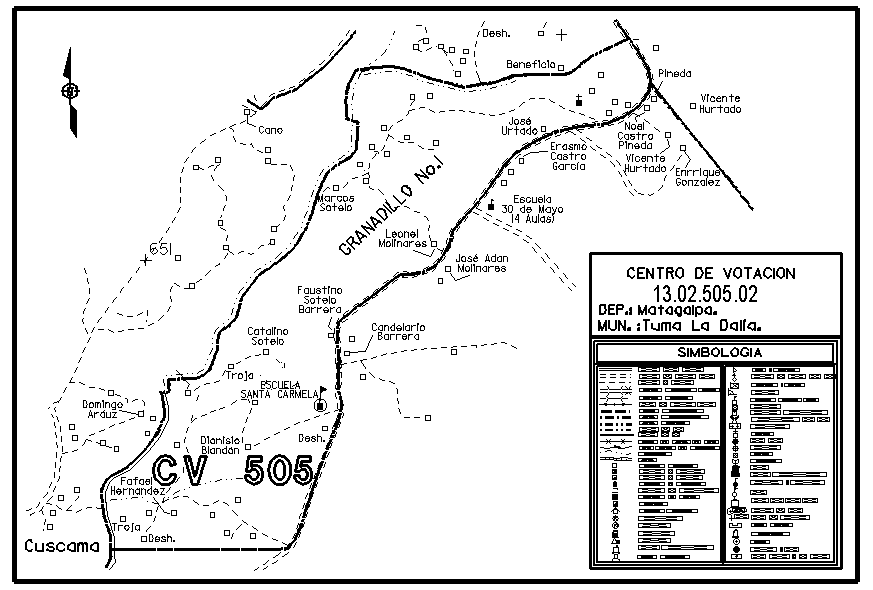 Desh.
Beneficio
Pineda
Vicente
Hurtado
José
Urtado
Noel
Castro
Pineda
Cano
Erasmo
Castro
García
Vicente
Hurtado
Enrrique
Gonzalez
GRANADILLO No.1
Marcos
Sotelo
Escuela
30 de Mayo
(4 Aulas)
651
Leonel
Molinares
José Adan
Molinares
CENTRO DE VOTACION
13.02.505.02
DEP.: Matagalpa.
MUN. :Tuma La Dalia.
Faustino
Sotelo
Barrera
Candelario
Barrera
Catalino
Sotelo
SIMBOLOGIA
Troja
ESCUELA
SANTA CARMELA
Domingo
Arauz
Dionisio
Blandón
Desh.
CV 505
Rafael
Hernandez
Troja
Desh.
Cuscama